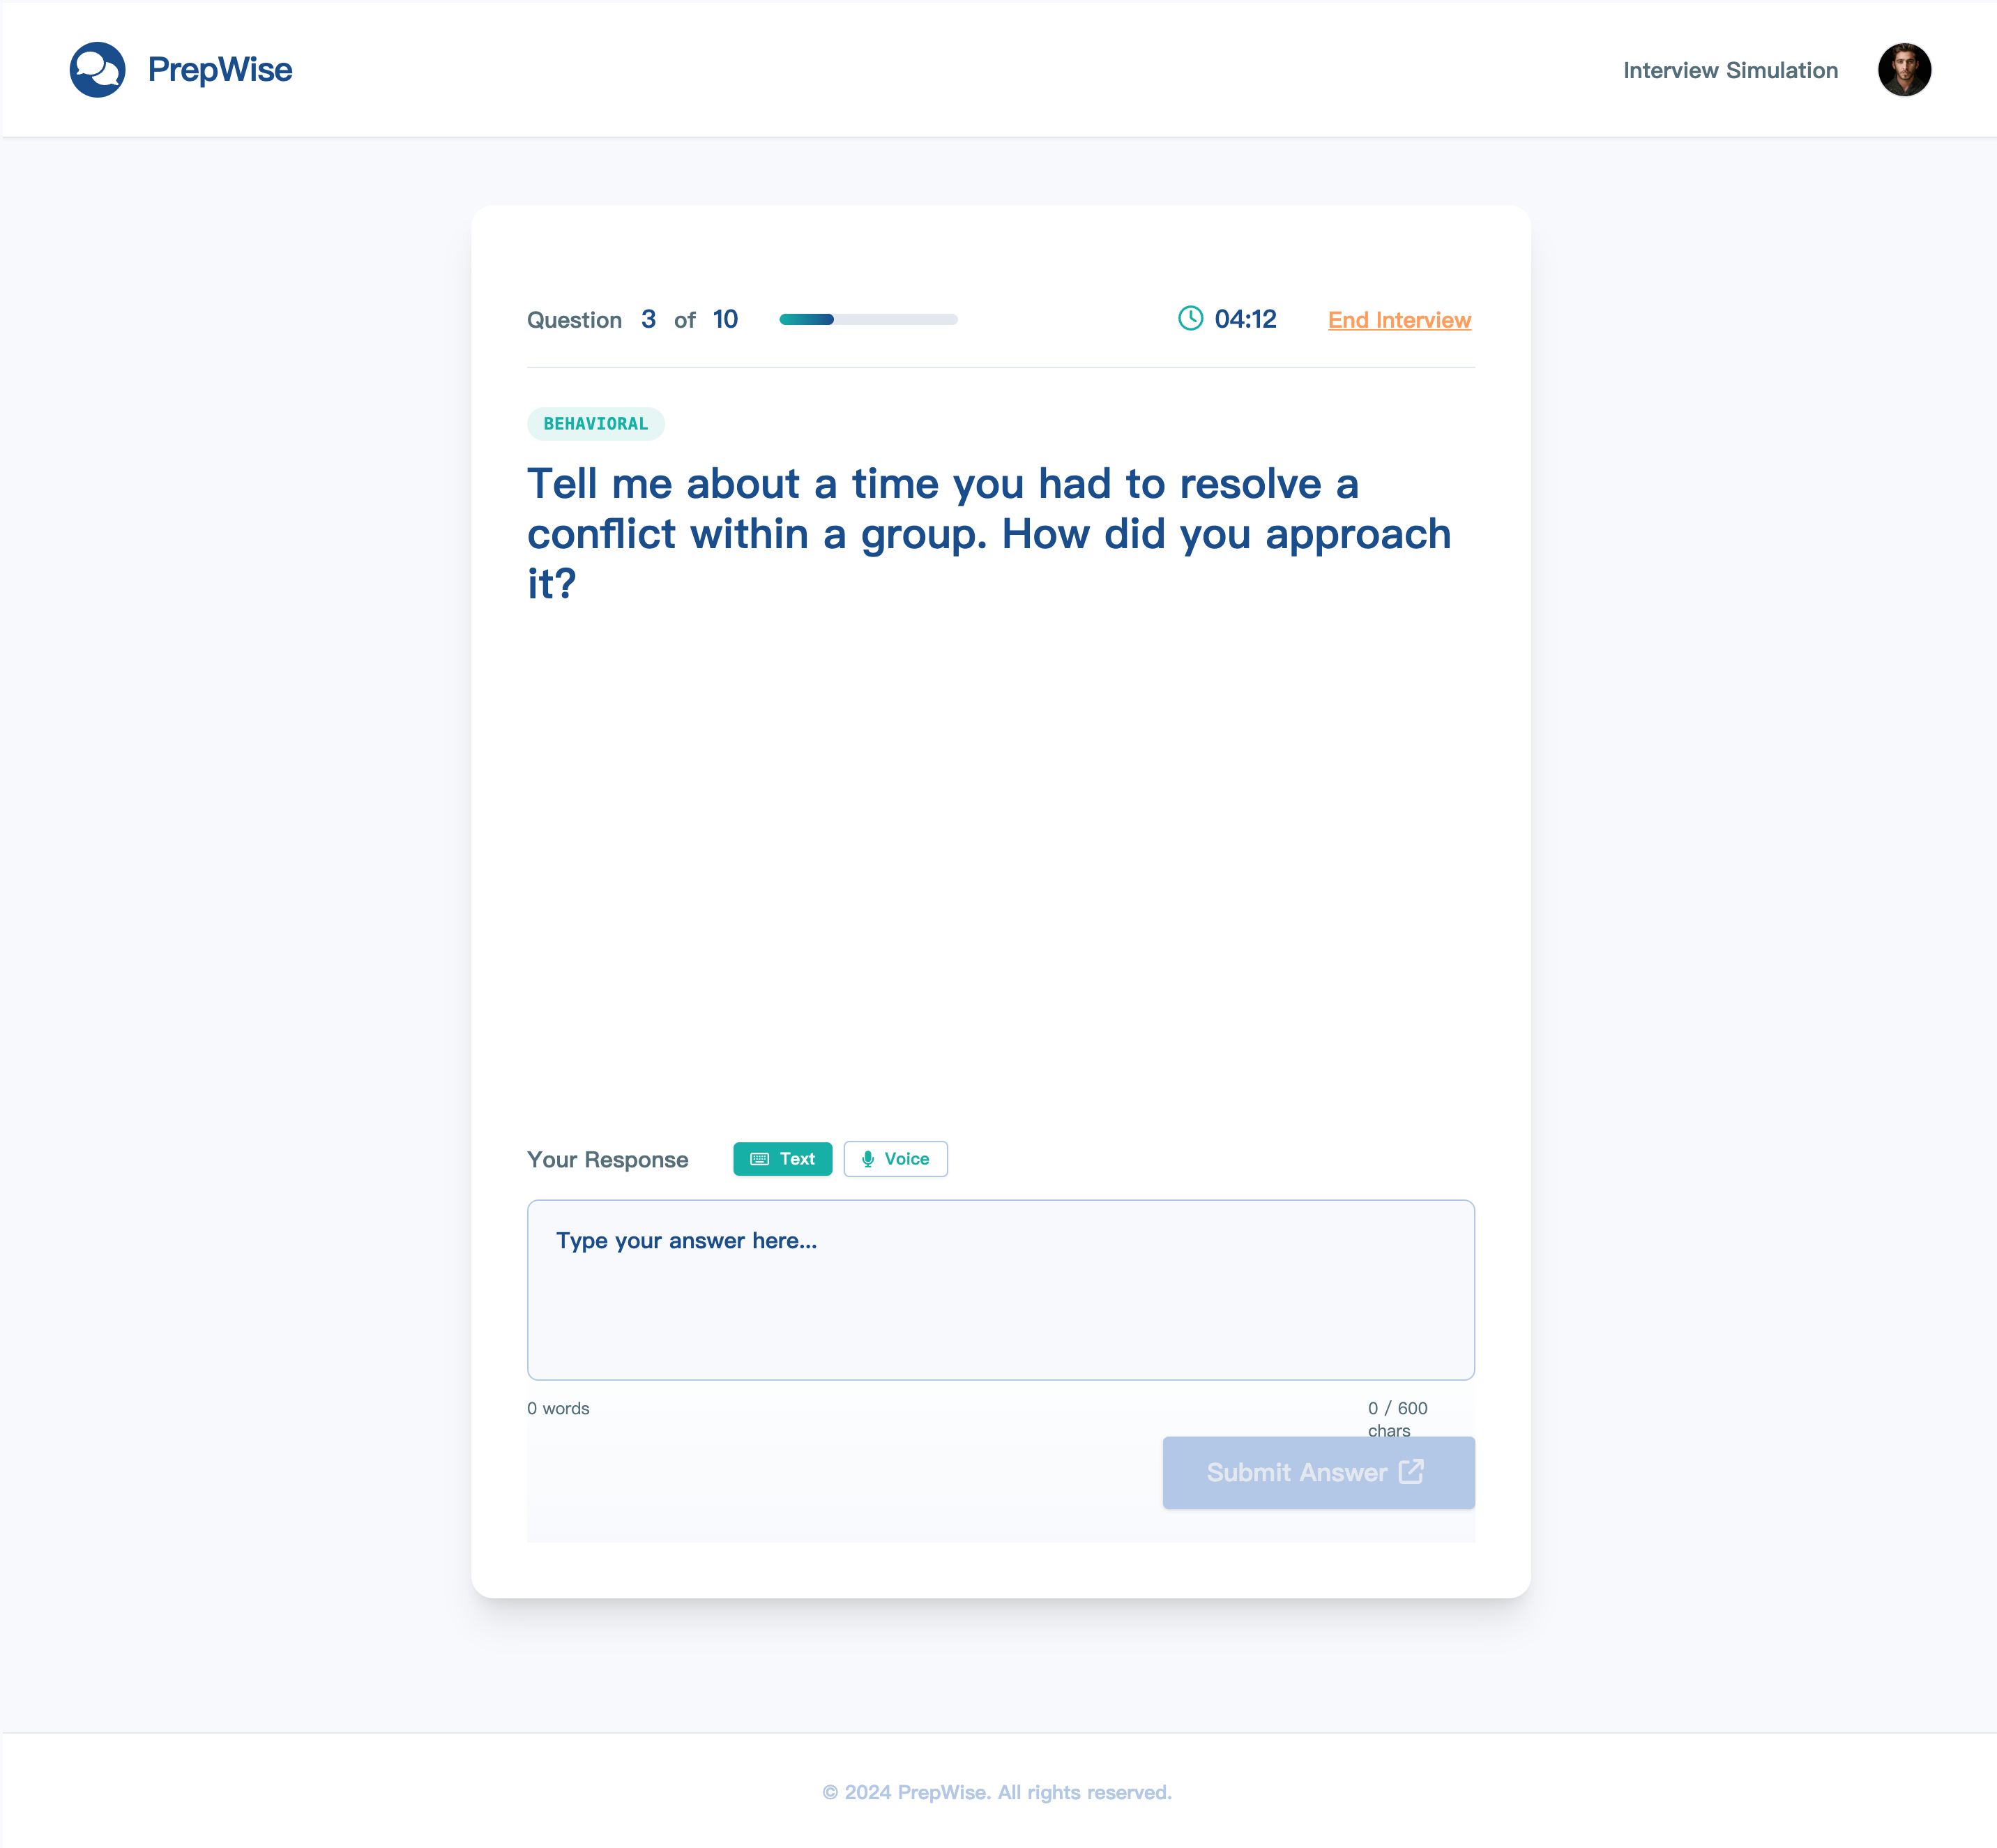 PrepWise
Interview Simulation
Question 3 of 10
04:12
End Interview
BEHAVIORAL
Tell me about a time you had to resolve a
conflict within a group. How did you approach
it?
Your Response
Text
Voice
Type your answer here...
0 words
0 / 600
chars
Submit Answer
© 2024 PrepWise. All rights reserved.